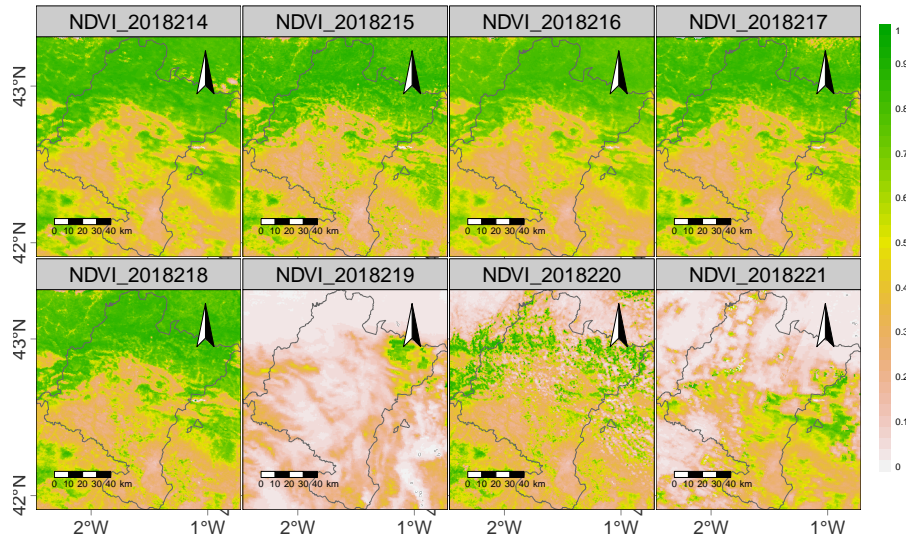 NDVI_2018214 NDVI_2018215 NDVI_2018216 NDVI_2018217
43°N
0 10 20 30 40 km 0 10 20 30 40 km 0 10 20 30 40 km 0 10 20 30 40 km
42°N
NDVI_2018218 NDVI_2018219 NDVI_2018220 NDVI_2018221
43°N
0 10 20 30 40 km 0 10 20 30 40 km 0 10 20 30 40 km 0 10 20 30 40 km
42°N
2°W 1°W 2°W 1°W 2°W 1°W 2°W 1°W
1
0.9
0.8
0.7
0.6
0.5
0.4
0.3
0.2
0.1
0